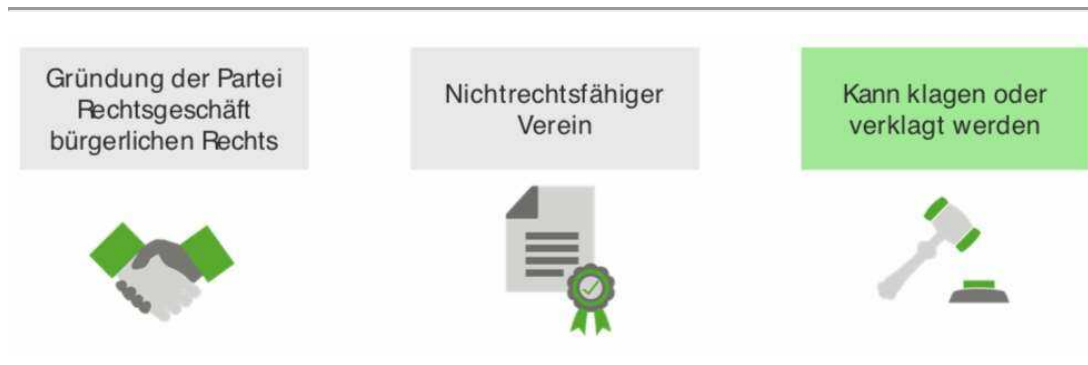 Gründung der Partei
Rechtsgeschäft
bürgerlichen Rechts
Nichtrechtsfähiger
Verein
Kann klagen oder
verklagt werden